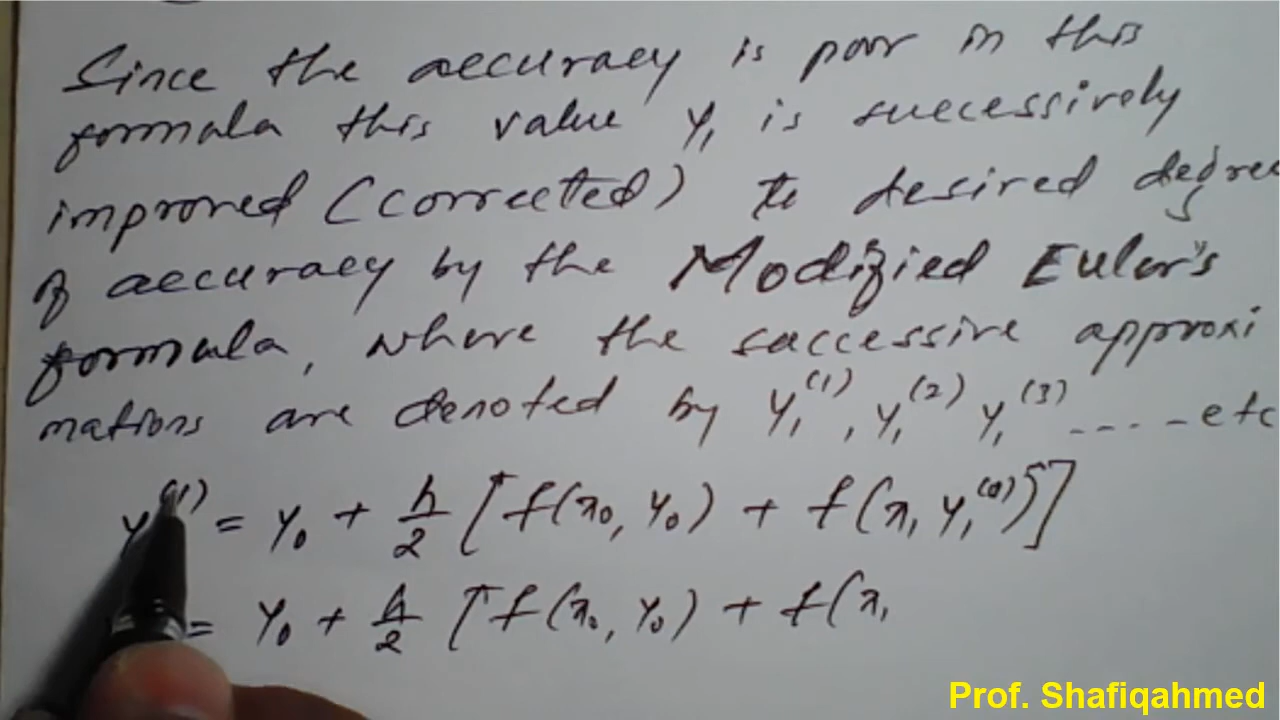 Since the accuracy is poor in this
formula this value y₁ is successively
improved (corrected) to desired degree
of accuracy by the Modified Euler's
formula, where the successive approxi
mations are denoted by y₁⁽¹⁾, y₁⁽²⁾ y₁⁽³⁾ ----- etc
y⁽¹⁾ = y₀ + h/2 [f(x₀, y₀) + f(x₁ y₁⁽⁰⁾)]
= y₀ + h/2 [f(x₀, y₀) + f(x₁
Prof. Shafiqahmed